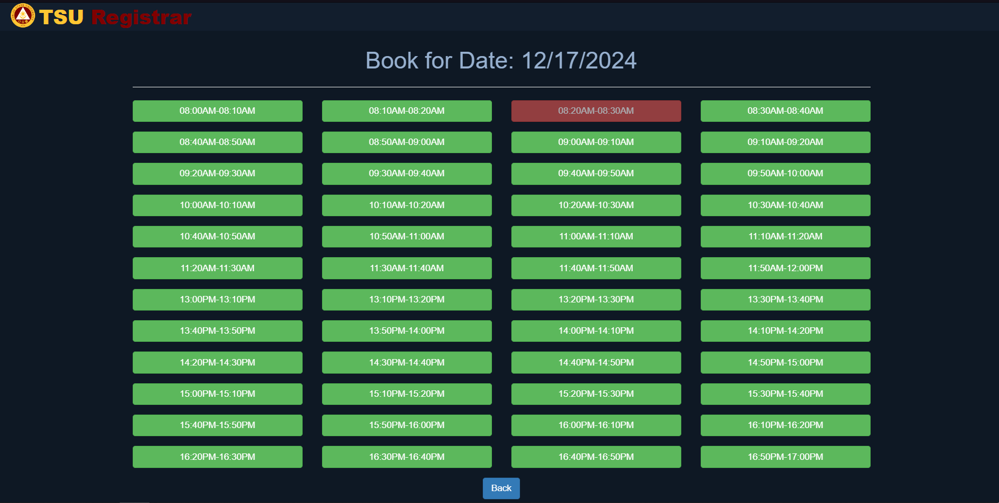 TSU Registrar
Book for Date: 12/17/2024
08:00AM-08:10AM 08:10AM-08:20AM 08:20AM-08:30AM 08:30AM-08:40AM
08:40AM-08:50AM 08:50AM-09:00AM 09:00AM-09:10AM 09:10AM-09:20AM
09:20AM-09:30AM 09:30AM-09:40AM 09:40AM-09:50AM 09:50AM-10:00AM
10:00AM-10:10AM 10:10AM-10:20AM 10:20AM-10:30AM 10:30AM-10:40AM
10:40AM-10:50AM 10:50AM-11:00AM 11:00AM-11:10AM 11:10AM-11:20AM
11:20AM-11:30AM 11:30AM-11:40AM 11:40AM-11:50AM 11:50AM-12:00PM
13:00PM-13:10PM 13:10PM-13:20PM 13:20PM-13:30PM 13:30PM-13:40PM
13:40PM-13:50PM 13:50PM-14:00PM 14:00PM-14:10PM 14:10PM-14:20PM
14:20PM-14:30PM 14:30PM-14:40PM 14:40PM-14:50PM 14:50PM-15:00PM
15:00PM-15:10PM 15:10PM-15:20PM 15:20PM-15:30PM 15:30PM-15:40PM
15:40PM-15:50PM 15:50PM-16:00PM 16:00PM-16:10PM 16:10PM-16:20PM
16:20PM-16:30PM 16:30PM-16:40PM 16:40PM-16:50PM 16:50PM-17:00PM
Back